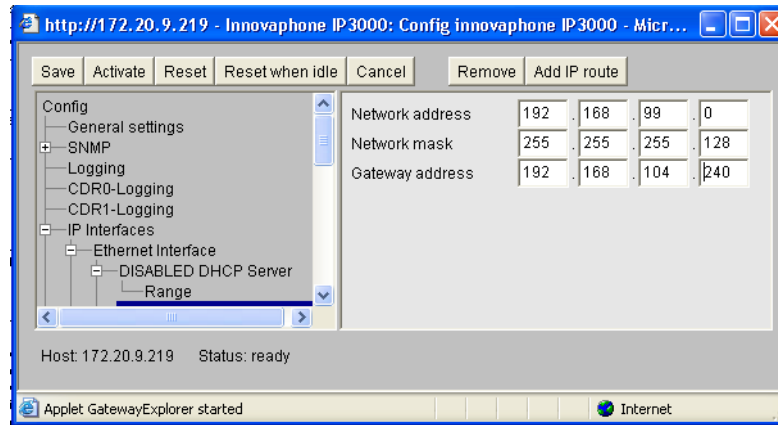 http://172.20.9.219 - Innovaphone IP3000: Config innovaphone IP3000 - Micr...
Save Activate Reset Reset when idle Cancel Remove Add IP route
Config
General settings
SNMP
Logging
CDR0-Logging
CDR1-Logging
IP Interfaces
Ethernet Interface
DISABLED DHCP Server
Range
Network address 192 . 168 . 99 . 0
Network mask 255 . 255 . 255 . 128
Gateway address 192 . 168 . 104 . 240
Host: 172.20.9.219 Status: ready
Applet GatewayExplorer started Internet